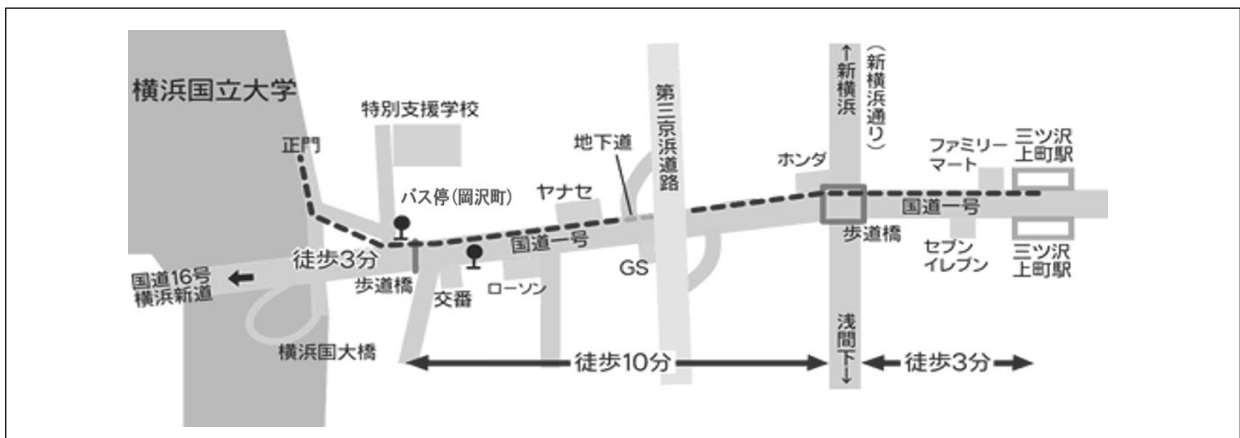 横浜国立大学
正門
特別支援学校
バス停(岡沢町)
徒歩3分
国道16号
横浜新道
横浜国大橋
歩道橋
交番
ローソン
国道一号
ヤナセ
地下道
GS
第三京浜道路
ホンダ
↑新横浜
(新横浜通り)
歩道橋
浅間下↓
国道一号
ファミリー
マート
セブン
イレブン
三ツ沢
上町駅
三ツ沢
上町駅
徒歩10分
徒歩3分